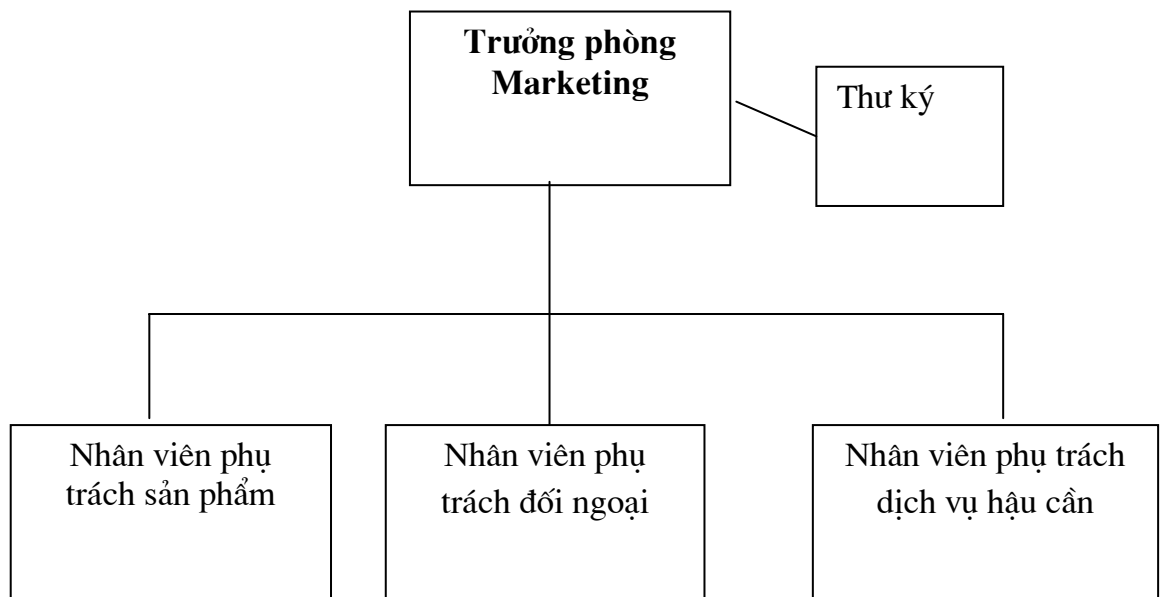 Trưởng phòng
Marketing
Thư ký
Nhân viên phụ
trách sản phẩm
Nhân viên phụ
trách đối ngoại
Nhân viên phụ trách
dịch vụ hậu cần